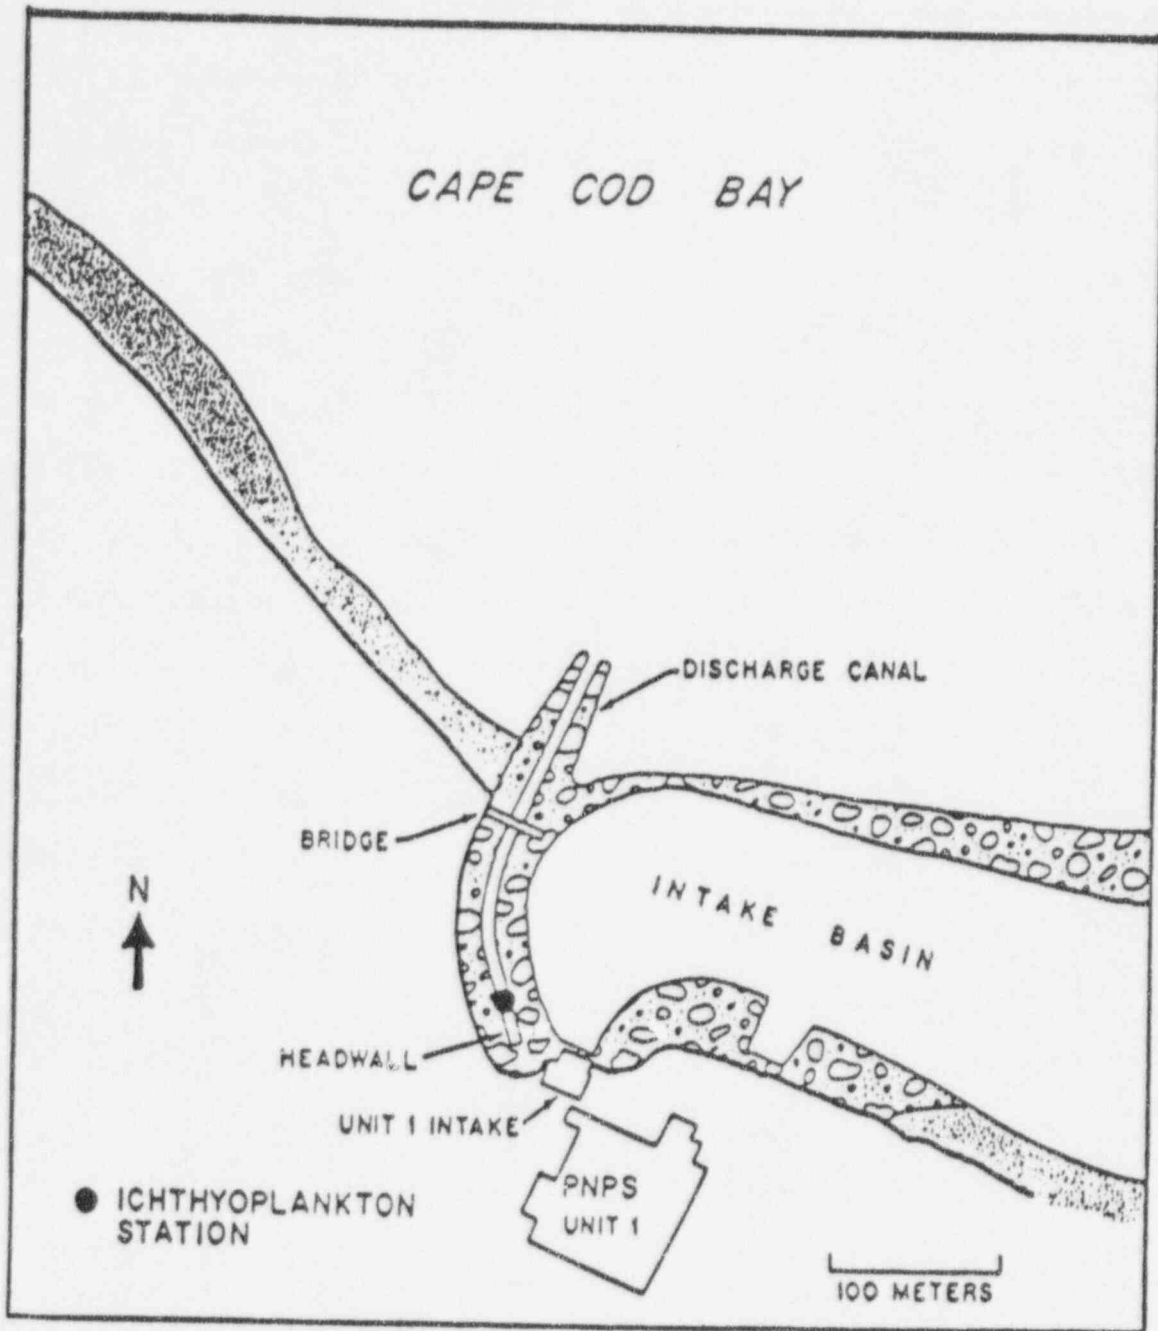 CAPE COD BAY
DISCHARGE CANAL
BRIDGE
N
INTAKE BASIN
HEADWALL
UNIT 1 INTAKE
PNPS
UNIT 1
ICHTHYOPLANKTON
STATION
100 METERS